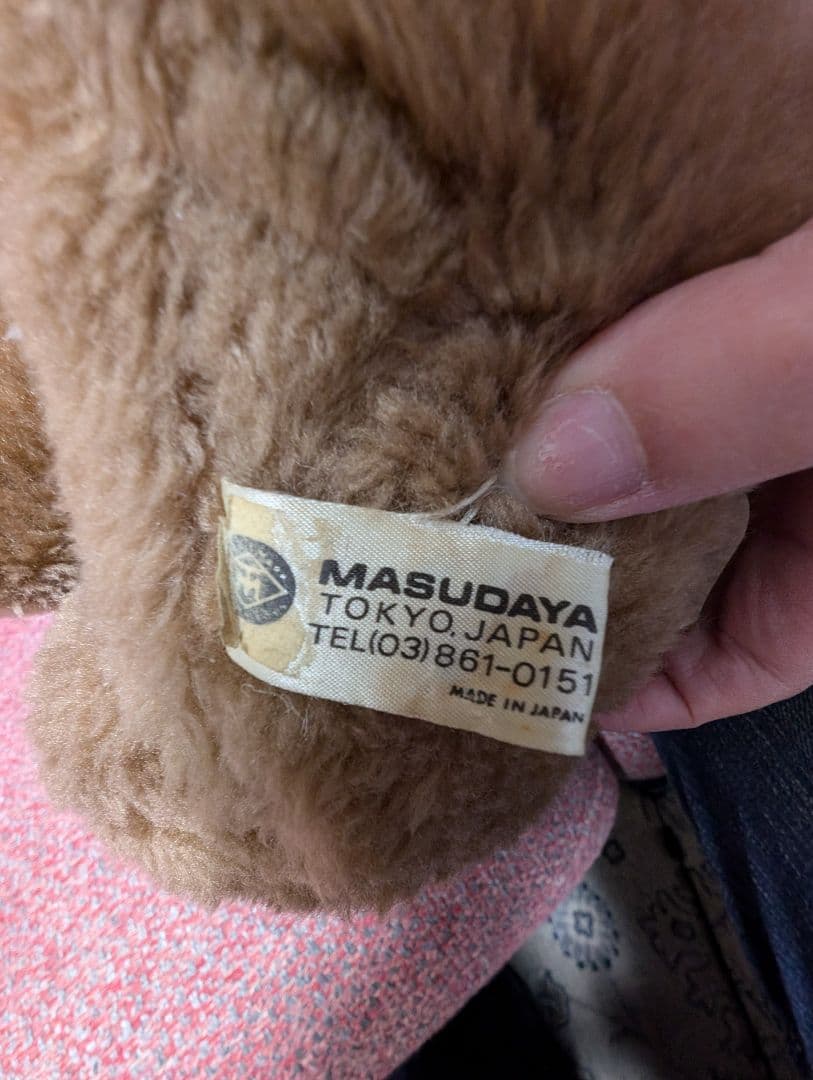 MASUDAYA
TOKYO, JAPAN
TEL(03)861-0151
MADE IN JAPAN